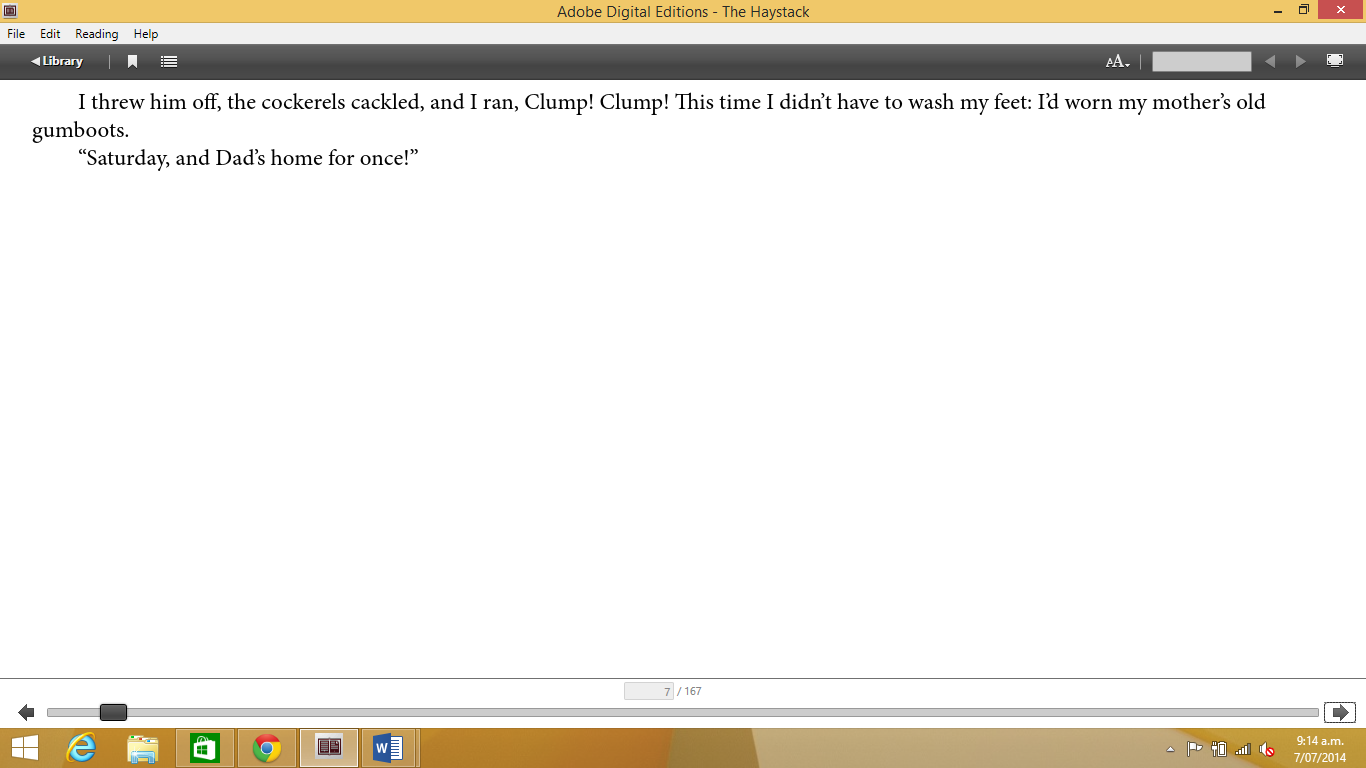 Adobe Digital Editions - The Haystack
File Edit Reading Help
Library
AA
I threw him off, the cockerels cackled, and I ran, Clump! Clump! This time I didn’t have to wash my feet: I’d worn my mother’s old
gumboots.
“Saturday, and Dad’s home for once!”
7 / 167
9:14 a.m.
7/07/2014